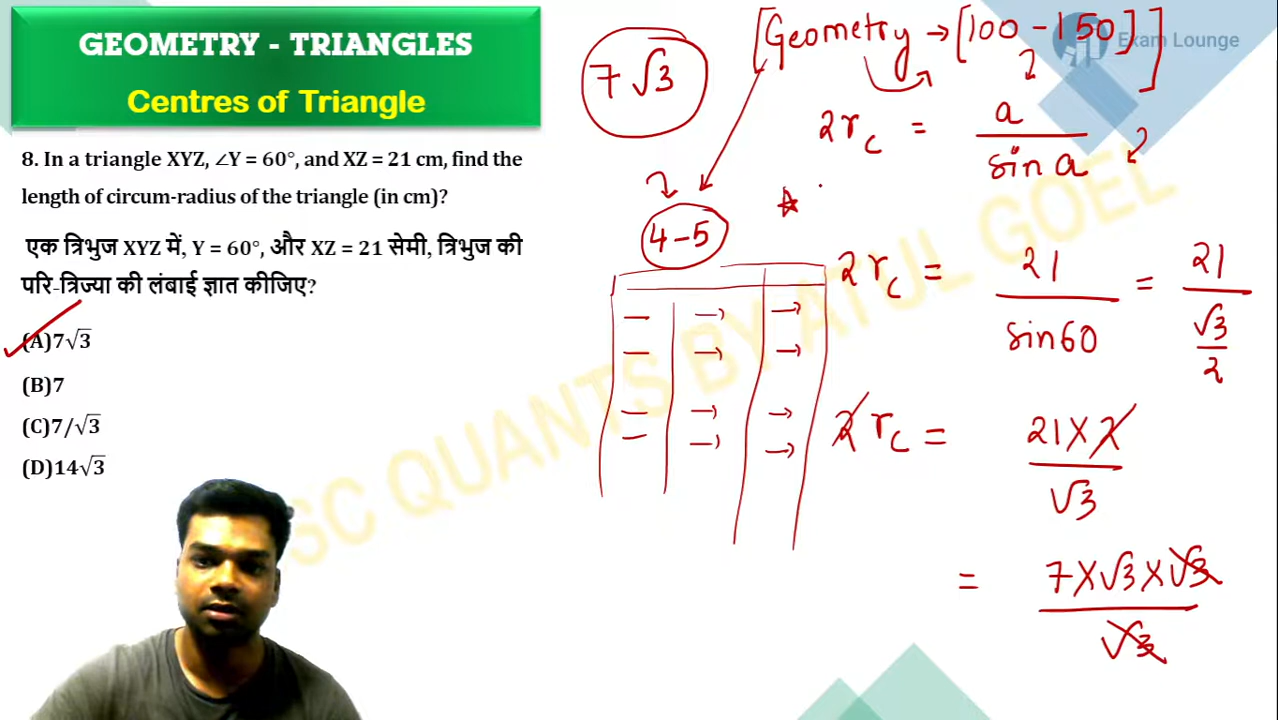 GEOMETRY - TRIANGLES
Centres of Triangle
8. In a triangle XYZ, ∠Y = 60°, and XZ = 21 cm, find the
length of circum-radius of the triangle (in cm)?
एक त्रिभुज XYZ में, Y = 60°, और XZ = 21 सेमी, त्रिभुज की
परि-त्रिज्या की लंबाई ज्ञात कीजिए?
(A)7√3
(B)7
(C)7/√3
(D)14√3
7√3
[Geometry → [100 - 150]]
Exam Lounge
2rc = a / sin a
4-5
2rc = 21 / sin60 = 21 / (√3/2)
2rc = 21×2 / √3
= 7×√3×√3 / √3
SC QUANTS BY ATUL GOEL